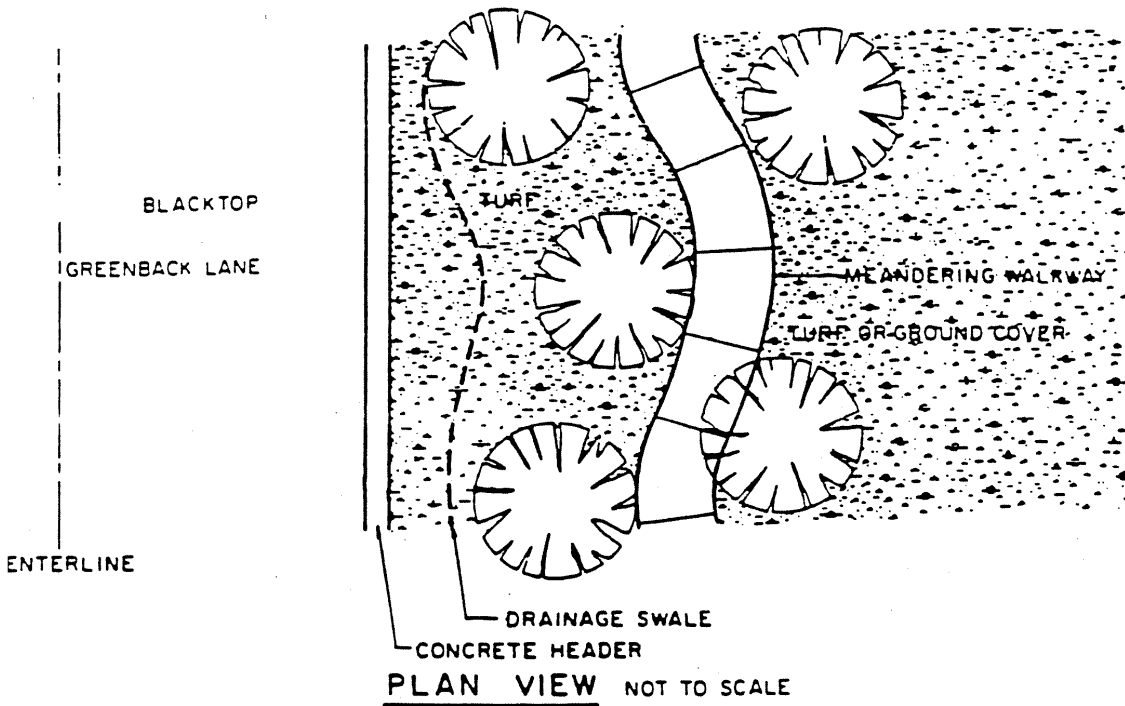 BLACKTOP
TURF
GREENBACK LANE
MEANDERING WALKWAY
TURF OR GROUND COVER
ENTERLINE
DRAINAGE SWALE
CONCRETE HEADER
PLAN VIEW NOT TO SCALE